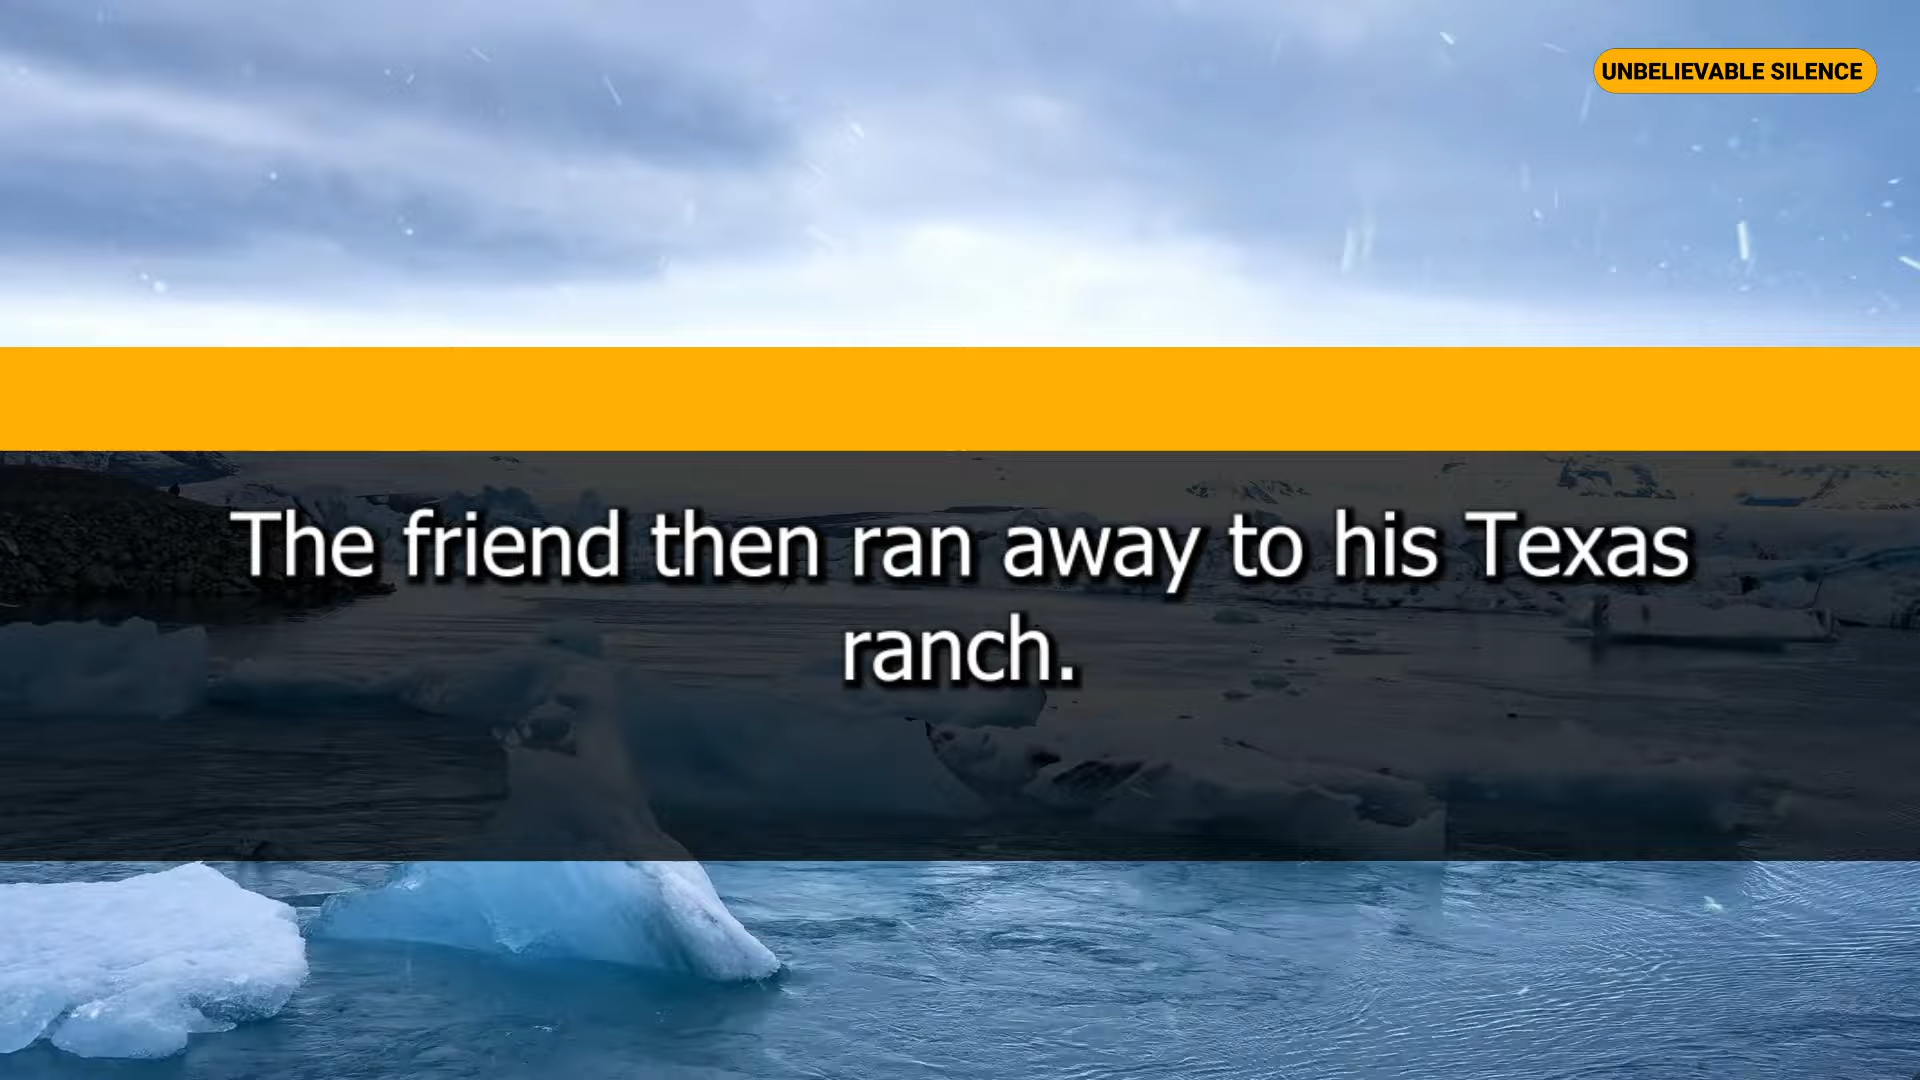 UNBELIEVABLE SILENCE
The friend then ran away to his Texas
ranch.